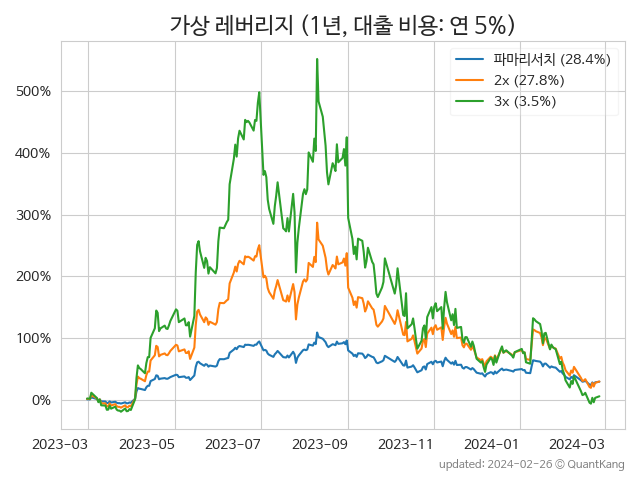 가상 레버리지 (1년, 대출 비용: 연 5%)
파마리서치 (28.4%)
2x (27.8%)
3x (3.5%)
500%
400%
300%
200%
100%
0%
2023-03
2023-05
2023-07
2023-09
2023-11
2024-01
2024-03
updated: 2024-02-26 © QuantKang